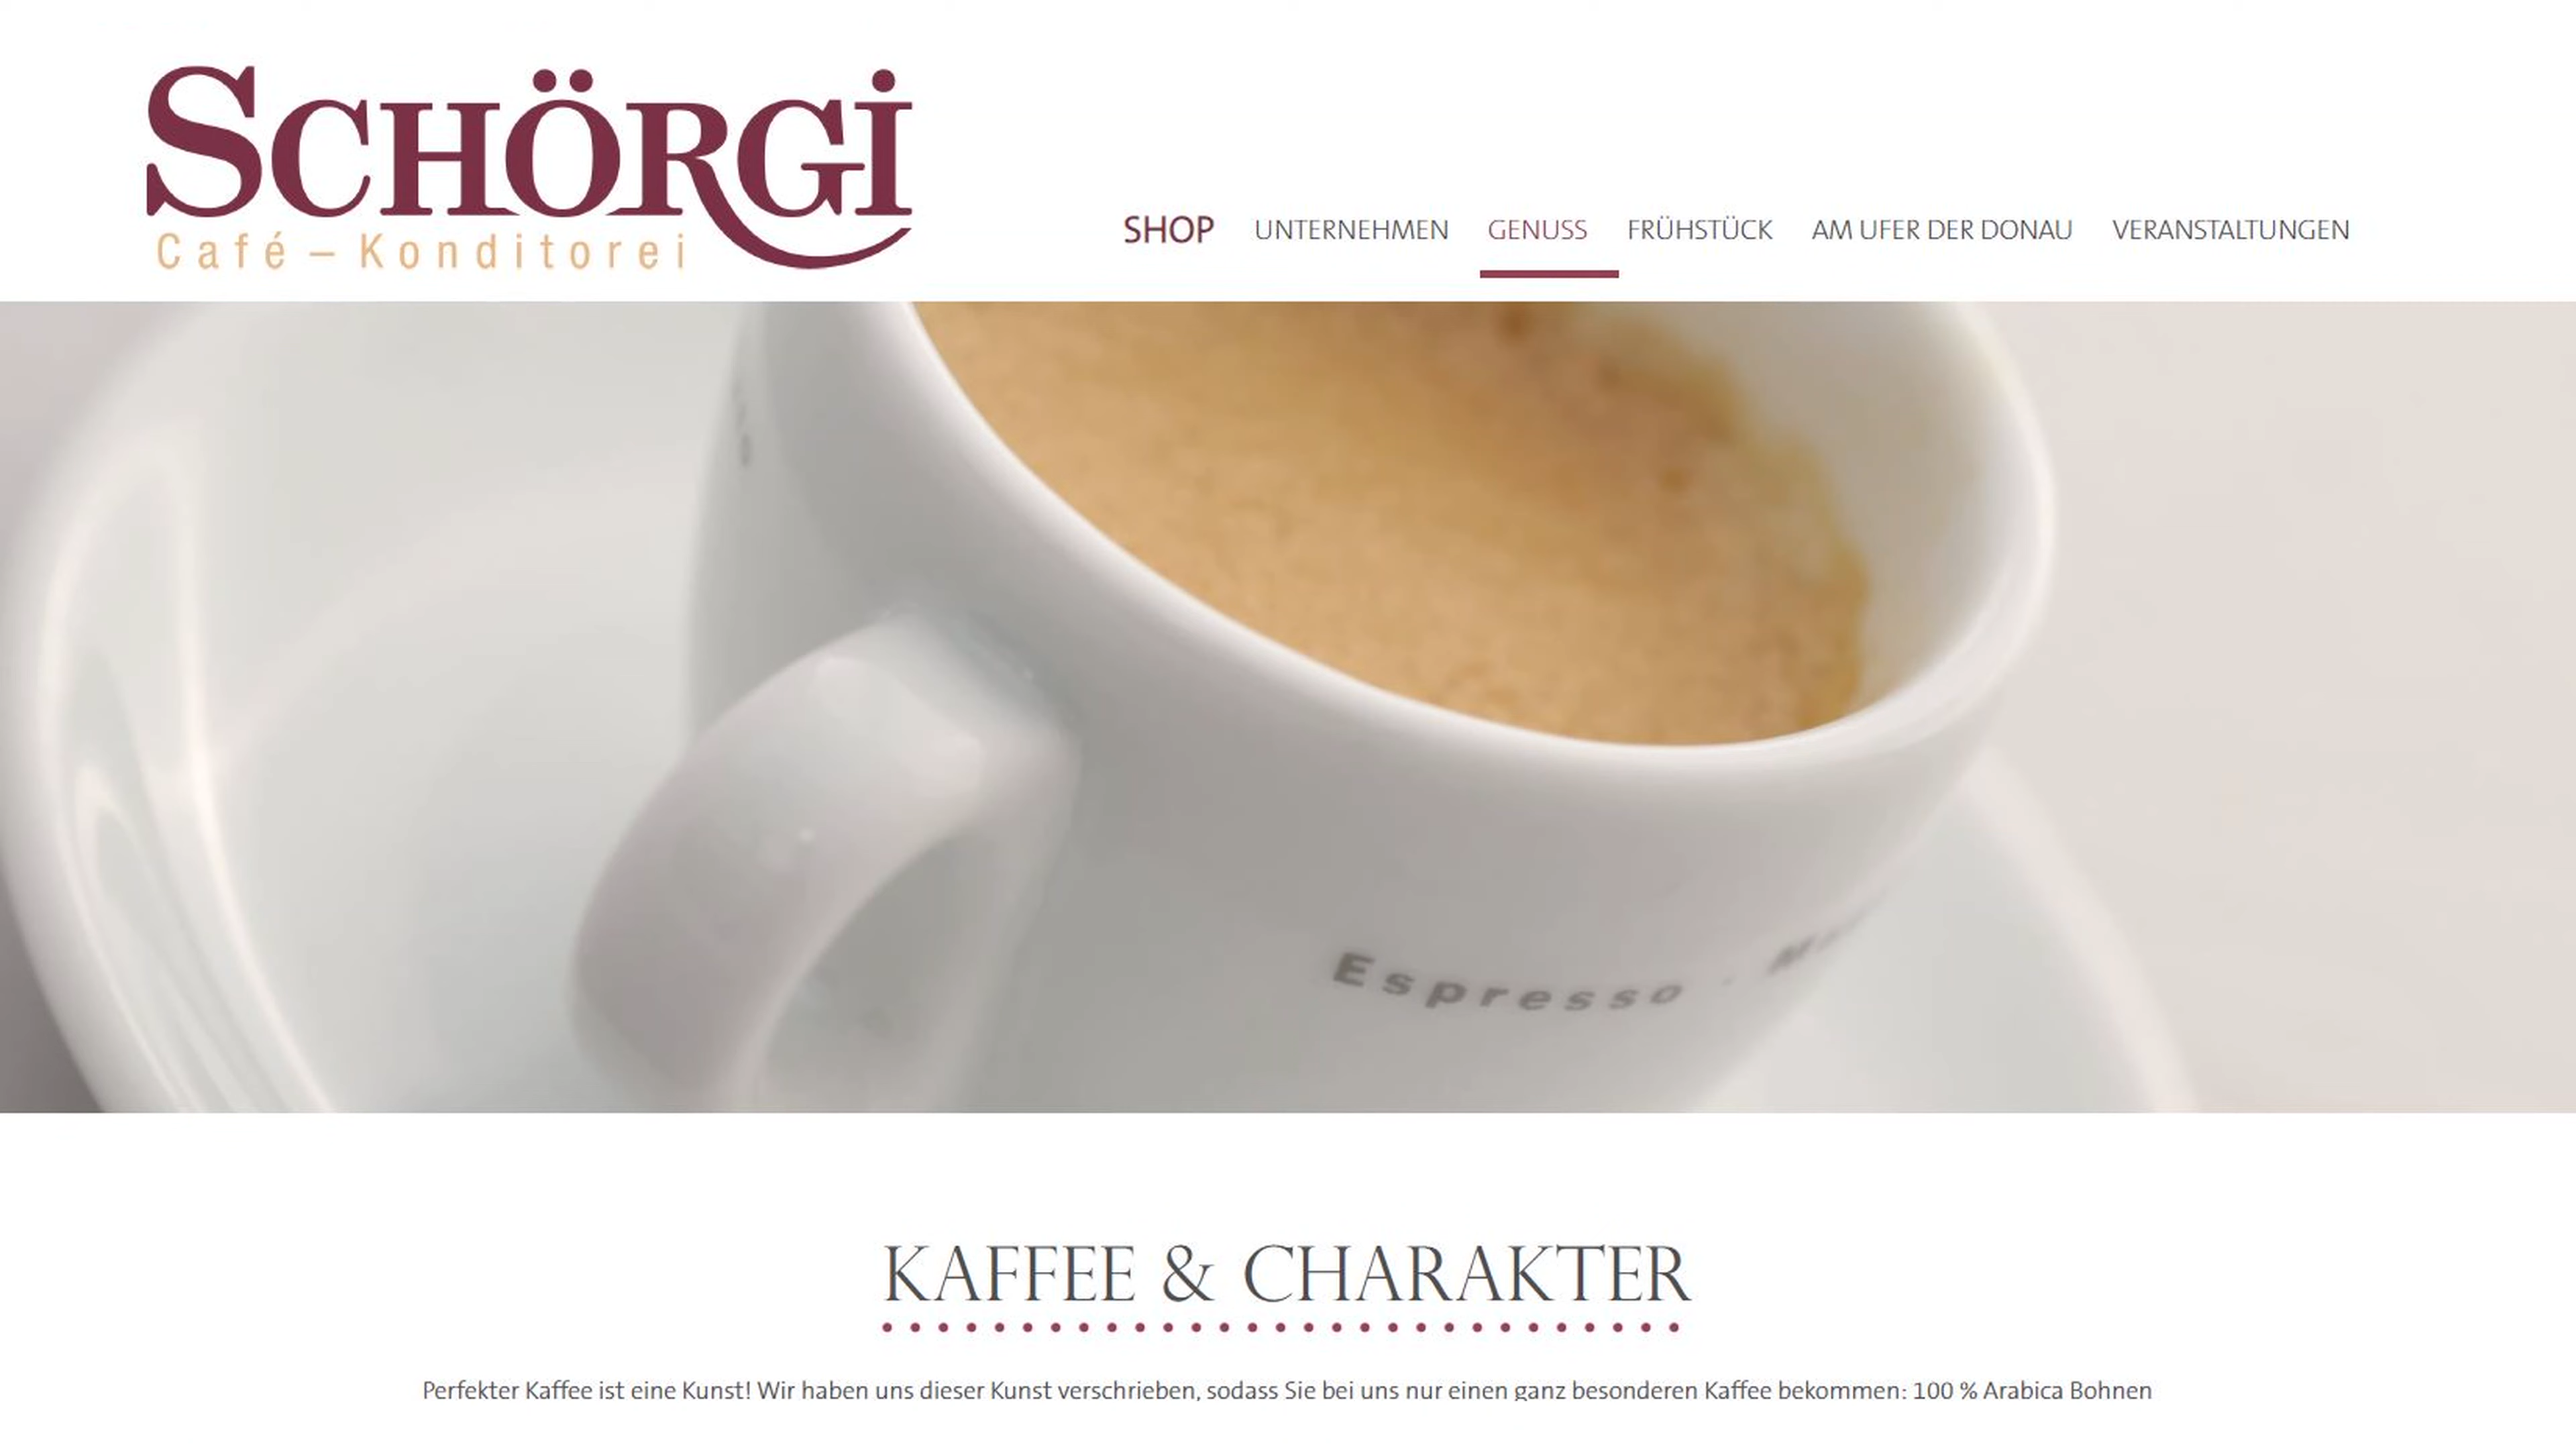 SCHÖRGI
Café – Konditorei
SHOP UNTERNEHMEN GENUSS FRÜHSTÜCK AM UFER DER DONAU VERANSTALTUNGEN
Espresso ·
KAFFEE & CHARAKTER
Perfekter Kaffee ist eine Kunst! Wir haben uns dieser Kunst verschrieben, sodass Sie bei uns nur einen ganz besonderen Kaffee bekommen: 100 % Arabica Bohnen